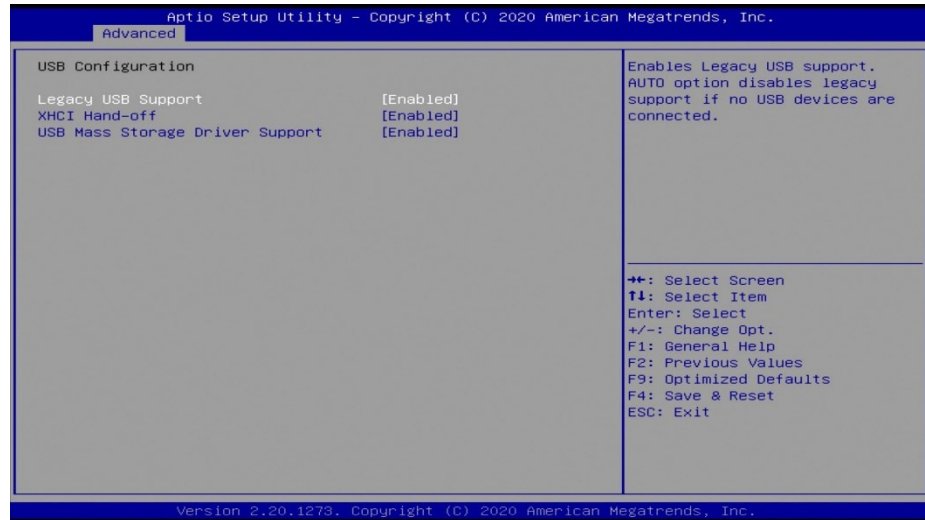 Aptio Setup Utility – Copyright (C) 2020 American Megatrends, Inc.
Advanced
USB Configuration
Legacy USB Support [Enabled]
XHCI Hand-off [Enabled]
USB Mass Storage Driver Support [Enabled]
Enables Legacy USB support.
AUTO option disables legacy
support if no USB devices are
connected.
→←: Select Screen
↑↓: Select Item
Enter: Select
+/-: Change Opt.
F1: General Help
F2: Previous Values
F9: Optimized Defaults
F4: Save & Reset
ESC: Exit
Version 2.20.1273. Copyright (C) 2020 American Megatrends, Inc.